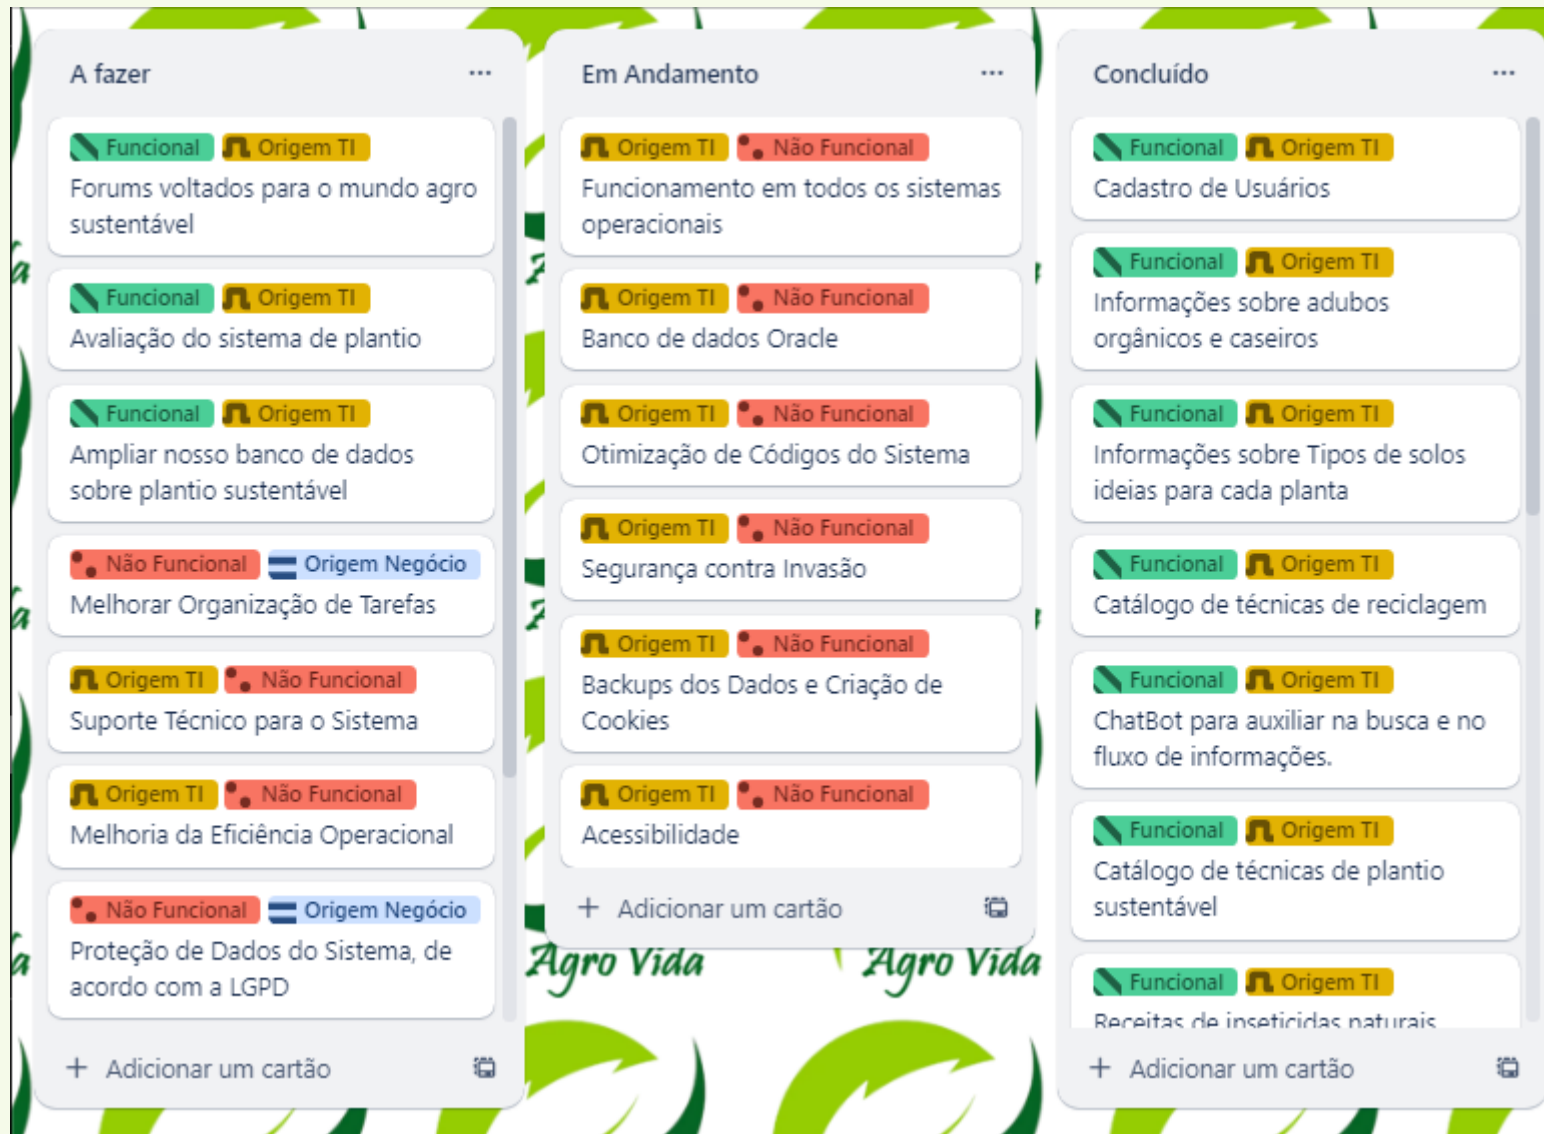 A fazer
Funcional Origem TI
Forums voltados para o mundo agro
sustentável
Funcional Origem TI
Avaliação do sistema de plantio
Funcional Origem TI
Ampliar nosso banco de dados
sobre plantio sustentável
Não Funcional Origem Negócio
Melhorar Organização de Tarefas
Origem TI Não Funcional
Suporte Técnico para o Sistema
Origem TI Não Funcional
Melhoria da Eficiência Operacional
Não Funcional Origem Negócio
Proteção de Dados do Sistema, de
acordo com a LGPD
+ Adicionar um cartão
Em Andamento
Origem TI Não Funcional
Funcionamento em todos os sistemas
operacionais
Origem TI Não Funcional
Banco de dados Oracle
Origem TI Não Funcional
Otimização de Códigos do Sistema
Origem TI Não Funcional
Segurança contra Invasão
Origem TI Não Funcional
Backups dos Dados e Criação de
Cookies
Origem TI Não Funcional
Acessibilidade
+ Adicionar um cartão
Agro Vida
Agro Vida
Concluído
Funcional Origem TI
Cadastro de Usuários
Funcional Origem TI
Informações sobre adubos
orgânicos e caseiros
Funcional Origem TI
Informações sobre Tipos de solos
ideias para cada planta
Funcional Origem TI
Catálogo de técnicas de reciclagem
Funcional Origem TI
ChatBot para auxiliar na busca e no
fluxo de informações.
Funcional Origem TI
Catálogo de técnicas de plantio
sustentável
Funcional Origem TI
Receitas de inseticidas naturais
+ Adicionar um cartão